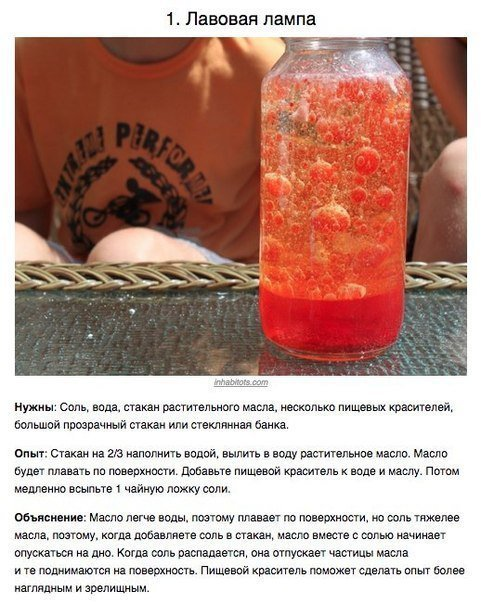 1. Лавовая лампа
EXTREME PERFORMER
inhabitots.com
Нужны: Соль, вода, стакан растительного масла, несколько пищевых красителей,
большой прозрачный стакан или стеклянная банка.
Опыт: Стакан на 2/3 наполнить водой, вылить в воду растительное масло. Масло
будет плавать по поверхности. Добавьте пищевой краситель к воде и маслу. Потом
медленно всыпьте 1 чайную ложку соли.
Объяснение: Масло легче воды, поэтому плавает по поверхности, но соль тяжелее
масла, поэтому, когда добавляете соль в стакан, масло вместе с солью начинает
опускаться на дно. Когда соль распадается, она отпускает частицы масла
и те поднимаются на поверхность. Пищевой краситель поможет сделать опыт более
наглядным и зрелищным.